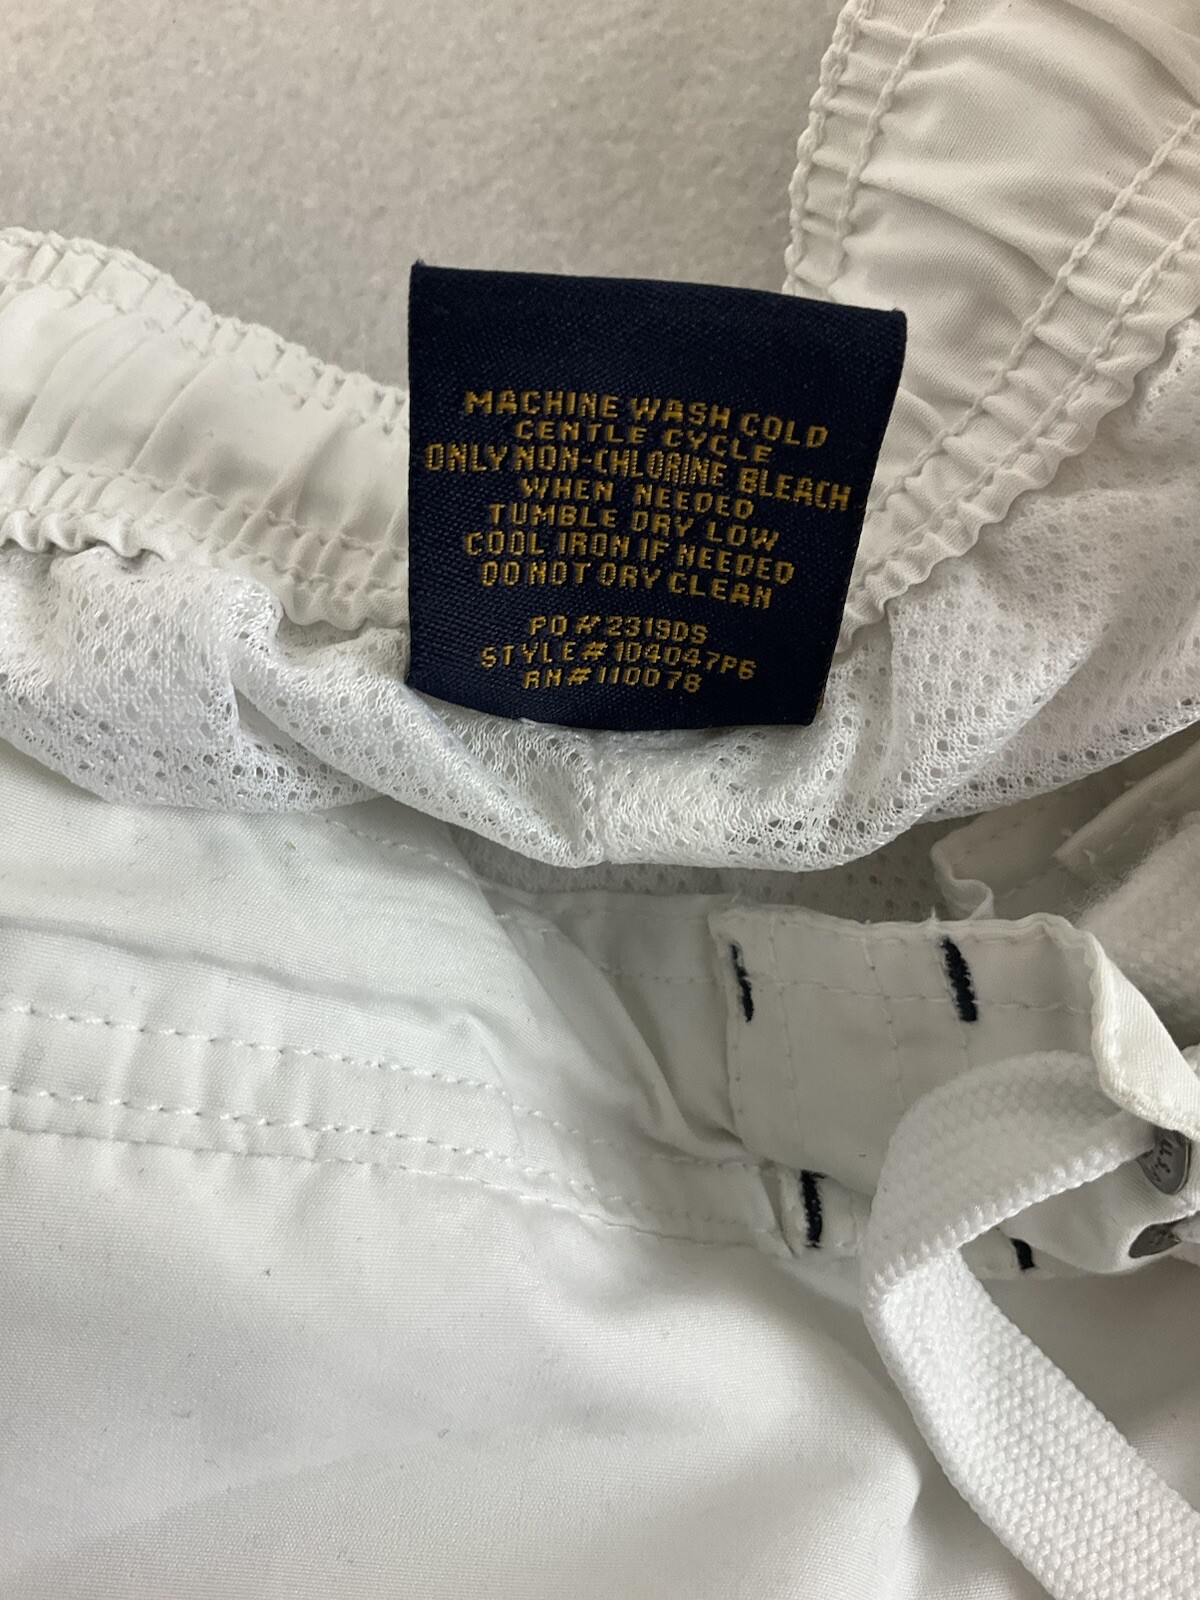 MACHINE WASH COLD
GENTLE CYCLE
ONLY NON-CHLORINE BLEACH
WHEN NEEDED
TUMBLE DRY LOW
COOL IRON IF NEEDED
DO NOT DRY CLEAN
PO# 2319DS
STYLE# 104047P6
RN# 110078
U.S.